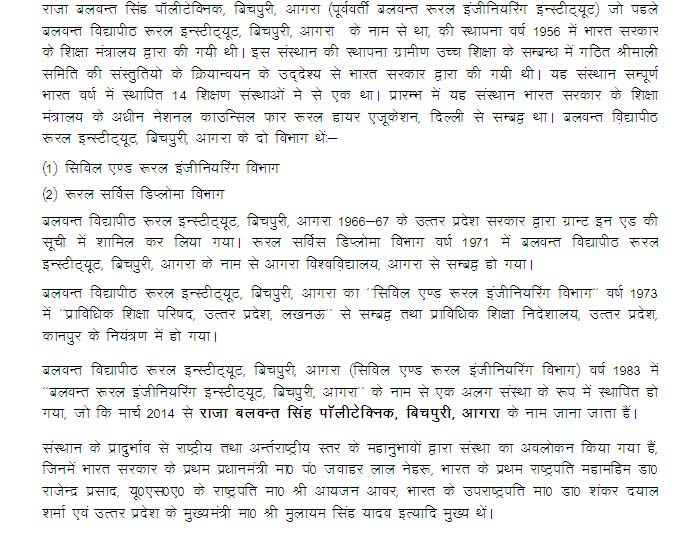 राजा बलवन्त सिंह पॉलीटेक्निक, बिचपुरी, आगरा (पूर्ववर्ती बलवन्त रूरल इंजीनियरिंग इन्स्टीट्यूट) जो पहले
बलवन्त विद्यापीठ रूरल इन्स्टीट्यूट, बिचपुरी, आगरा के नाम से था, की स्थापना वर्ष 1956 में भारत सरकार
के शिक्षा मंत्रालय द्वारा की गयी थी। इस संस्थान की स्थापना ग्रामीण उच्च शिक्षा के सम्बन्ध में गठित श्रीमाली
समिति की संस्तुतियो के क्रियान्वयन के उद्देश्य से भारत सरकार द्वारा की गयी थी। यह संस्थान सम्पूर्ण
भारत वर्ष में स्थापित 14 शिक्षण संस्थाओं मे से एक था। प्रारम्भ में यह संस्थान भारत सरकार के शिक्षा
मंत्रालय के अधीन नेशनल काउन्सिल फार रूरल डायर एजूकेशन, दिल्ली से सम्बद्ध था। बलवन्त विद्यापीठ
रूरल इन्स्टीट्यूट, बिचपुरी, आगरा के दो विभाग थें:–
(1) सिविल एण्ड रूरल इंजीनियरिंग विभाग
(2) रूरल सर्विस डिप्लोमा विभाग
बलवन्त विद्यापीठ रूरल इन्स्टीट्यूट, बिचपुरी, आगरा 1966–67 के उत्तर प्रदेश सरकार द्वारा ग्रान्ट इन एड की
सूची में शामिल कर लिया गया। रूरल सर्विस डिप्लोमा विभाग वर्ष 1971 में बलवन्त विद्यापीठ रूरल
इन्स्टीट्यूट, बिचपुरी, आगरा के नाम से आगरा विश्वविद्यालय, आगरा से सम्बद्ध हो गया।
बलवन्त विद्यापीठ रूरल इन्स्टीट्यूट, बिचपुरी, आगरा का "सिविल एण्ड रूरल इंजीनियरिंग विभाग" वर्ष 1973
में "प्राविधिक शिक्षा परिषद, उत्तर प्रदेश, लखनऊ" से सम्बद्ध तथा प्राविधिक शिक्षा निदेशालय, उत्तर प्रदेश,
कानपुर के नियंत्रण में हो गया।
बलवन्त विद्यापीठ रूरल इन्स्टीट्यूट, बिचपुरी, आगरा (सिविल एण्ड रूरल इंजीनियरिंग विभाग) वर्ष 1983 में
"बलवन्त रूरल इंजीनियरिंग इन्स्टीट्यूट, बिचपुरी, आगरा" के नाम से एक अलग संस्था के रूप में स्थापित हो
गया, जो कि मार्च 2014 से राजा बलवन्त सिंह पॉलीटेक्निक, बिचपुरी, आगरा के नाम जाना जाता हैं।
संस्थान के प्रादुर्भाव से राष्ट्रीय तथा अर्न्तराष्ट्रीय स्तर के महानुभावों द्वारा संस्था का अवलोकन किया गया हैं,
जिनमें भारत सरकार के प्रथम प्रधानमंत्री मा0 पं0 जवाहर लाल नेहरू, भारत के प्रथम राष्ट्रपति महामहिम डा0
राजेन्द्र प्रसाद, यू0एस0ए0 के राष्ट्रपति मा0 श्री आयजन आवर, भारत के उपराष्ट्रपति मा0 डा0 शंकर दयाल
शर्मा एवं उत्तर प्रदेश के मुख्यमंत्री मा0 श्री मुलायम सिंह यादव इत्यादि मुख्य थें।